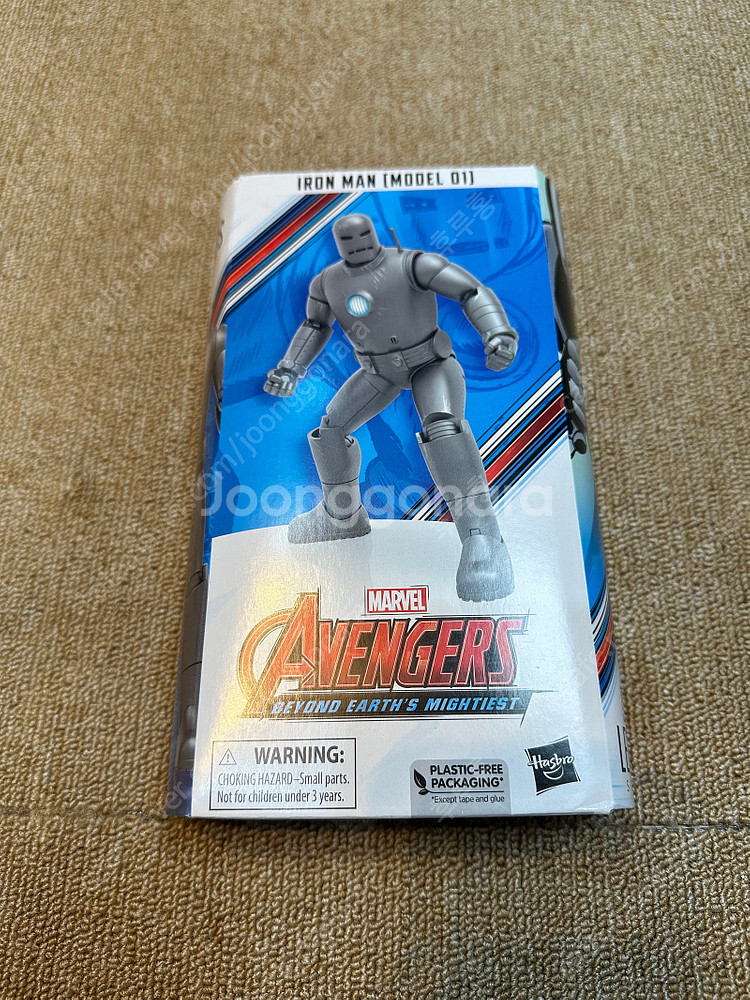 IRON MAN [MODEL 01]
Joonggonara
MARVEL
AVENGERS
BEYOND EARTH'S MIGHTIEST
WARNING:
CHOKING HAZARD–Small parts.
Not for children under 3 years.
PLASTIC-FREE
PACKAGING*
*Except tape and glue
Hasbro